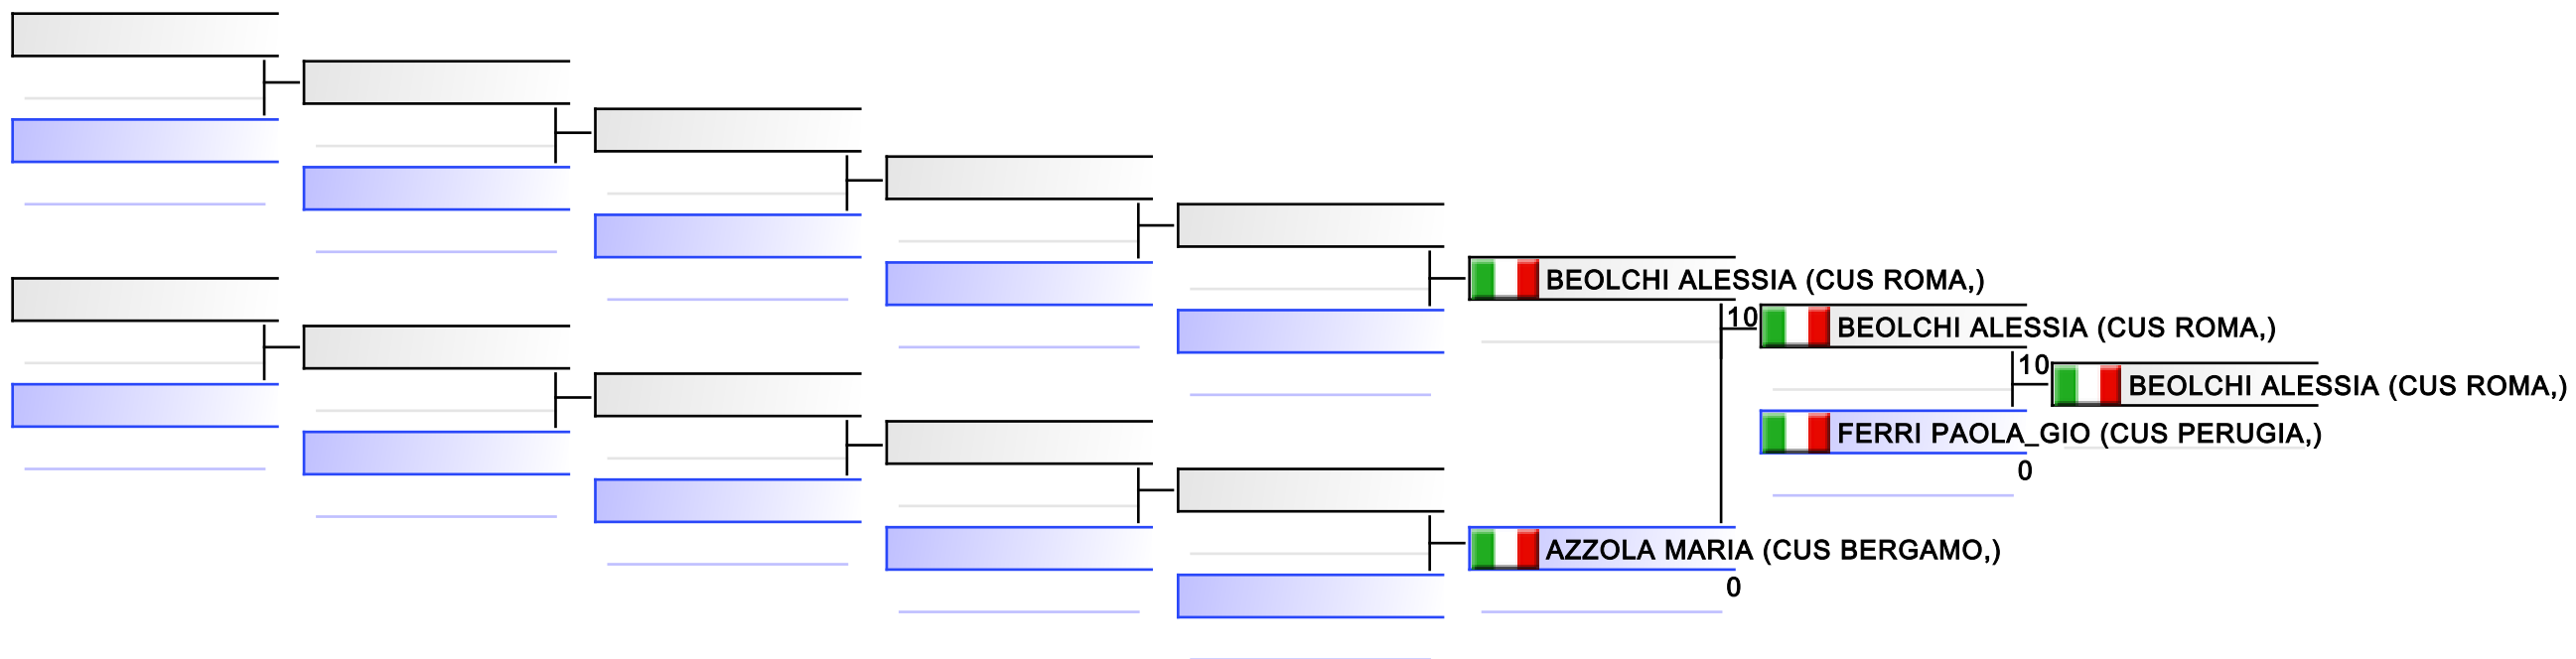 BEOLCHI ALESSIA (CUS ROMA,)
10
BEOLCHI ALESSIA (CUS ROMA,)
10
BEOLCHI ALESSIA (CUS ROMA,)
FERRI PAOLA_GIO (CUS PERUGIA,)
0
AZZOLA MARIA (CUS BERGAMO,)
0